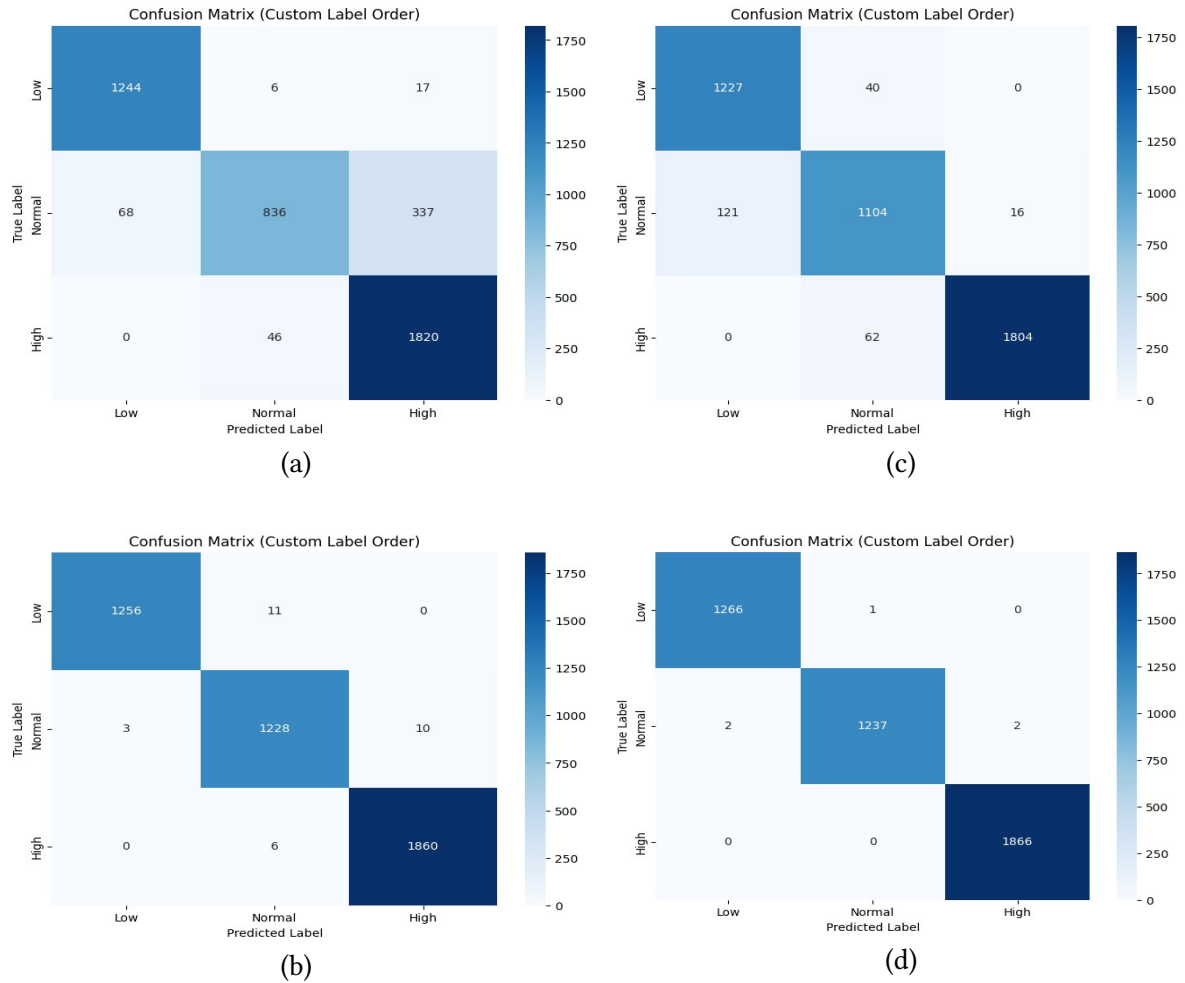 Confusion Matrix (Custom Label Order)
Low
1244 6 17
True Label
Normal
68 836 337
High
0 46 1820
Low Normal High
Predicted Label
1750
1500
1250
1000
750
500
250
0
(a)
Confusion Matrix (Custom Label Order)
Low
1227 40 0
True Label
Normal
121 1104 16
High
0 62 1804
Low Normal High
Predicted Label
1750
1500
1250
1000
750
500
250
0
(c)
Confusion Matrix (Custom Label Order)
Low
1256 11 0
True Label
Normal
3 1228 10
High
0 6 1860
Low Normal High
Predicted Label
1750
1500
1250
1000
750
500
250
0
(b)
Confusion Matrix (Custom Label Order)
Low
1266 1 0
True Label
Normal
2 1237 2
High
0 0 1866
Low Normal High
Predicted Label
1750
1500
1250
1000
750
500
250
0
(d)